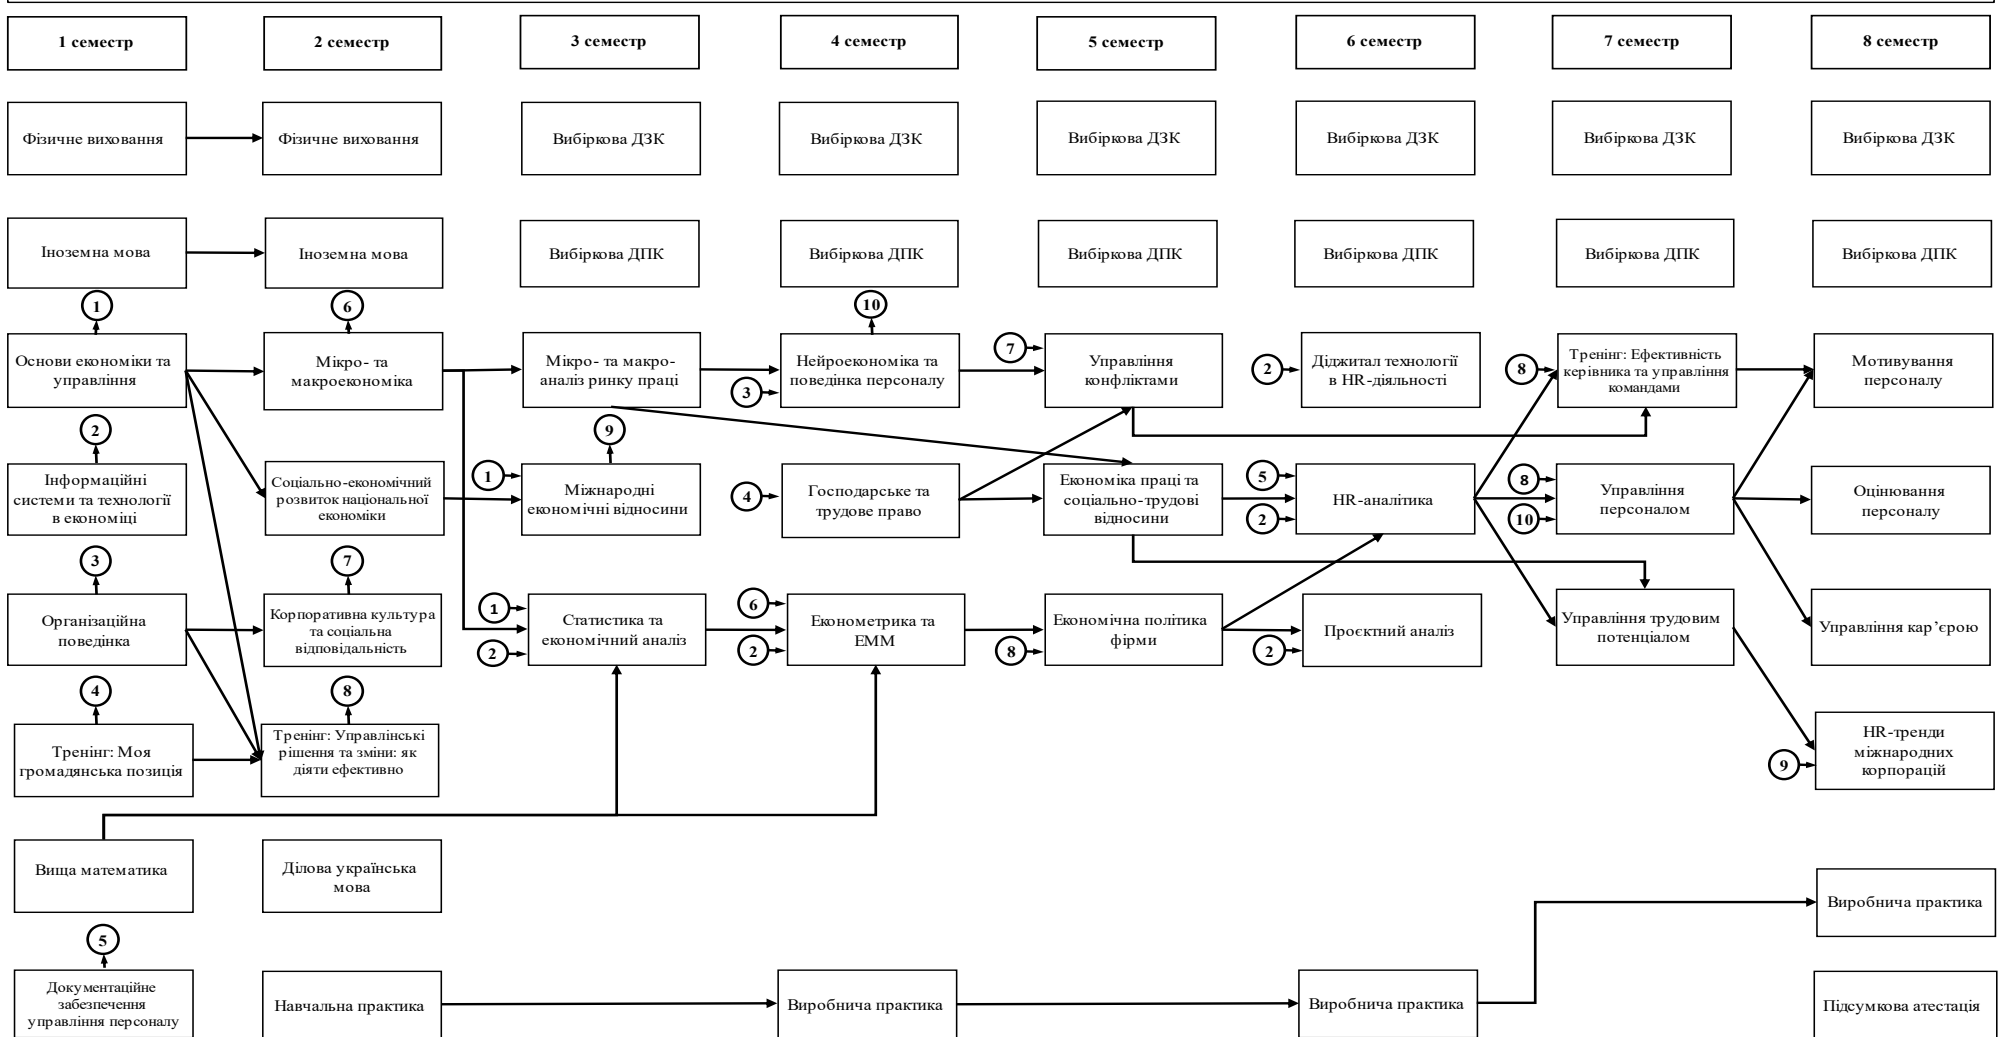 1 семестр
2 семестр
3 семестр
4 семестр
5 семестр
6 семестр
7 семестр
8 семестр
Фізичне виховання
Фізичне виховання
Вибіркова ДЗК
Вибіркова ДЗК
Вибіркова ДЗК
Вибіркова ДЗК
Вибіркова ДЗК
Вибіркова ДЗК
Іноземна мова
Іноземна мова
Вибіркова ДПК
Вибіркова ДПК
Вибіркова ДПК
Вибіркова ДПК
Вибіркова ДПК
Вибіркова ДПК
1
6
10
Основи економіки та
управління
Мікро- та
макроекономіка
Мікро- та макро-
аналіз ринку праці
3
Нейроекономіка та
поведінка персоналу
7
Управління
конфліктами
2
Діджитал технології
в HR-діяльності
8
Тренінг: Ефективність
керівника та управління
командами
Мотивування
персоналу
2
9
Інформаційні
системи та технології
в економіці
Соціально-економічний
розвиток національної
економіки
1
Міжнародні
економічні відносини
4
Господарське та
трудове право
Економіка праці та
соціально-трудові
відносини
5
2
HR-аналітика
8
10
Управління
персоналом
Оцінювання
персоналу
3
7
Організаційна
поведінка
Корпоративна культура
та соціальна
відповідальність
1
2
Статистика та
економічний аналіз
6
2
Економетрика та
ЕММ
8
Економічна політика
фірми
2
Проєктний аналіз
Управління трудовим
потенціалом
Управління кар’єрою
4
8
Тренінг: Моя
громадянська позиція
Тренінг: Управлінські
рішення та зміни: як
діяти ефективно
9
HR-тренди
міжнародних
корпорацій
Вища математика
Ділова українська
мова
Виробнича практика
5
Документаційне
забезпечення
управління персоналу
Навчальна практика
Виробнича практика
Виробнича практика
Підсумкова атестація